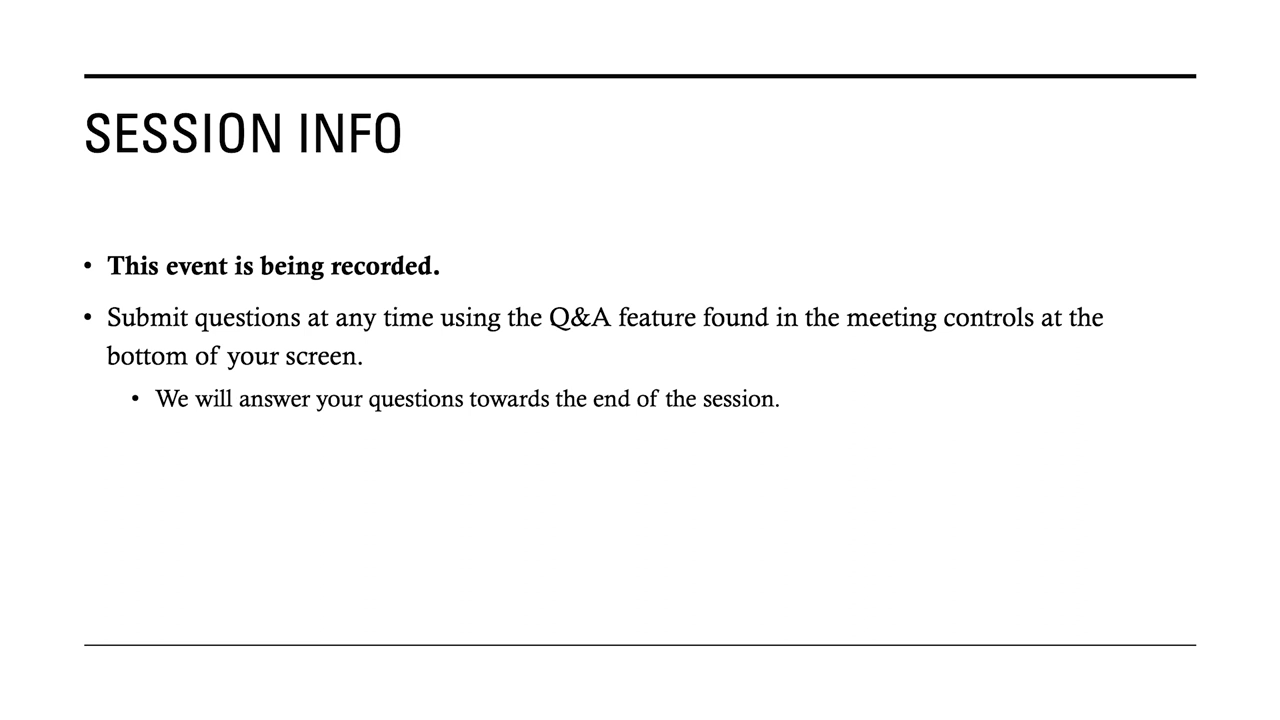 SESSION INFO
• This event is being recorded.
• Submit questions at any time using the Q&A feature found in the meeting controls at the
bottom of your screen.
• We will answer your questions towards the end of the session.